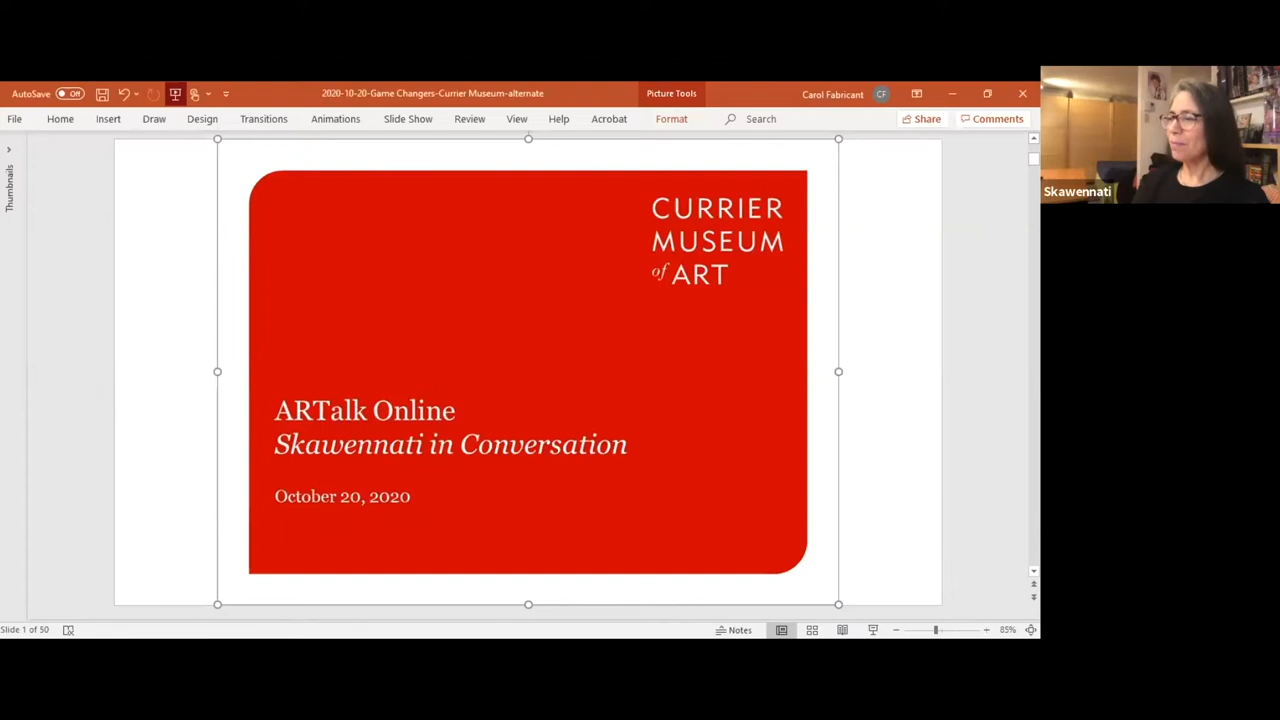 AutoSave Off
2020-10-20-Game Changers-Currier Museum-alternate
Picture Tools
Carol Fabricant CF
File Home Insert Draw Design Transitions Animations Slide Show Review View Help Acrobat Format Search Share Comments
Thumbnails
Skawennati
CURRIER
MUSEUM
of ART
ARTalk Online
Skawennati in Conversation
October 20, 2020
Slide 1 of 50
Notes
85%